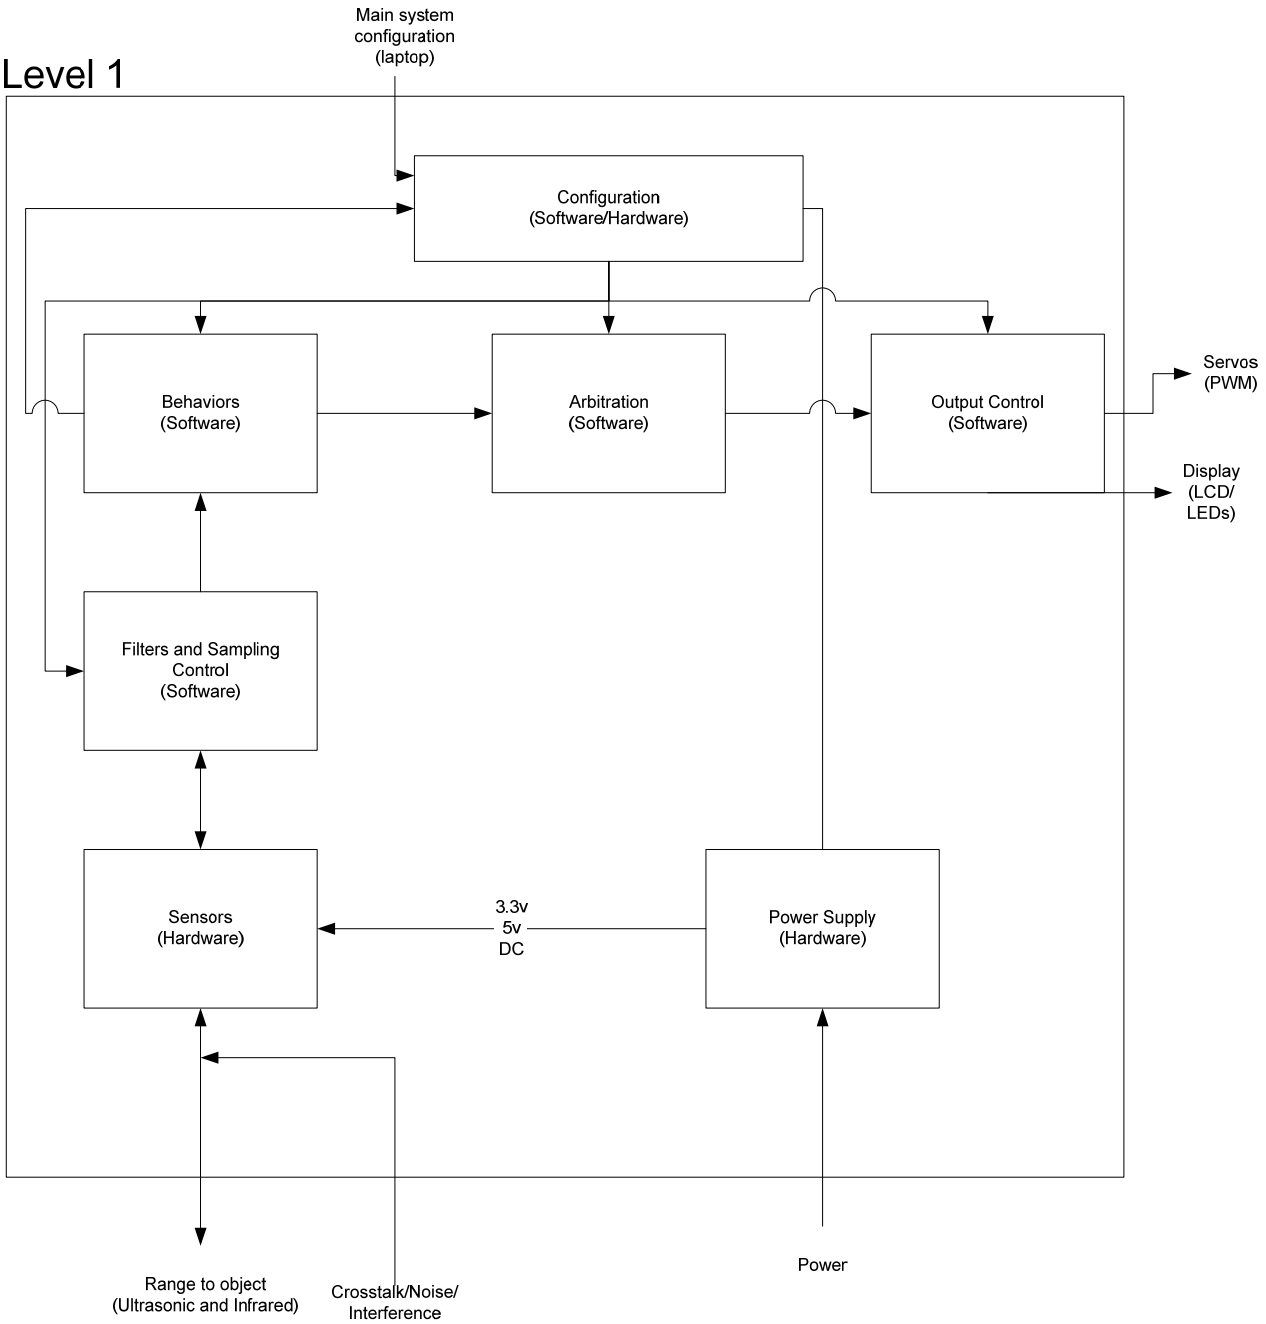 Main system
configuration
(laptop)
Level 1
Configuration
(Software/Hardware)
Behaviors
(Software)
Arbitration
(Software)
Output Control
(Software)
Servos
(PWM)
Display
(LCD/
LEDs)
Filters and Sampling
Control
(Software)
Sensors
(Hardware)
3.3v
5v
DC
Power Supply
(Hardware)
Range to object
(Ultrasonic and Infrared)
Crosstalk/Noise/
Interference
Power